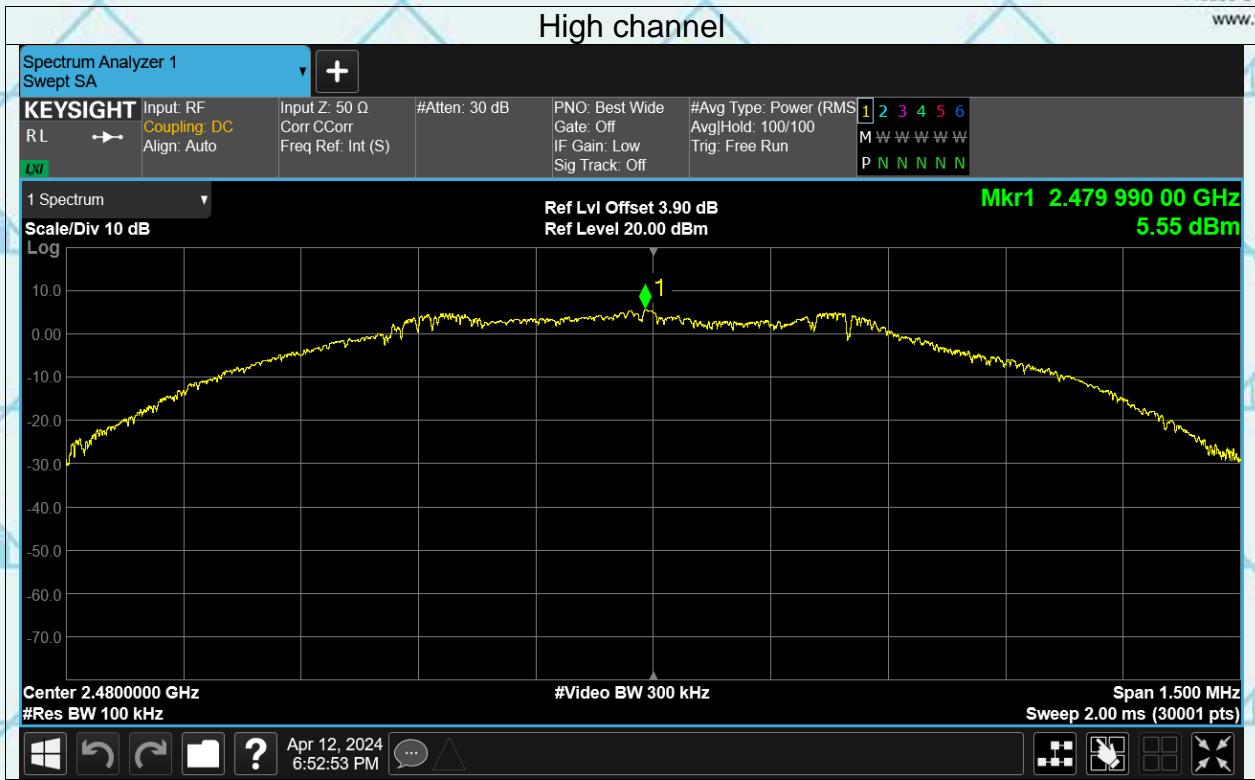 www.
High channel
Spectrum Analyzer 1
Swept SA
KEYSIGHT
RL
LXI
Input: RF
Coupling: DC
Align: Auto
Input Z: 50 Ω
Corr CCorr
Freq Ref: Int (S)
#Atten: 30 dB
PNO: Best Wide
Gate: Off
IF Gain: Low
Sig Track: Off
#Avg Type: Power (RMS
Avg|Hold: 100/100
Trig: Free Run
1 2 3 4 5 6
M W W W W W
P N N N N N
1 Spectrum
Scale/Div 10 dB
Log
Ref Lvl Offset 3.90 dB
Ref Level 20.00 dBm
Mkr1 2.479 990 00 GHz
5.55 dBm
1
10.0
0.00
-10.0
-20.0
-30.0
-40.0
-50.0
-60.0
-70.0
Center 2.4800000 GHz
#Res BW 100 kHz
#Video BW 300 kHz
Span 1.500 MHz
Sweep 2.00 ms (30001 pts)
?
Apr 12, 2024
6:52:53 PM